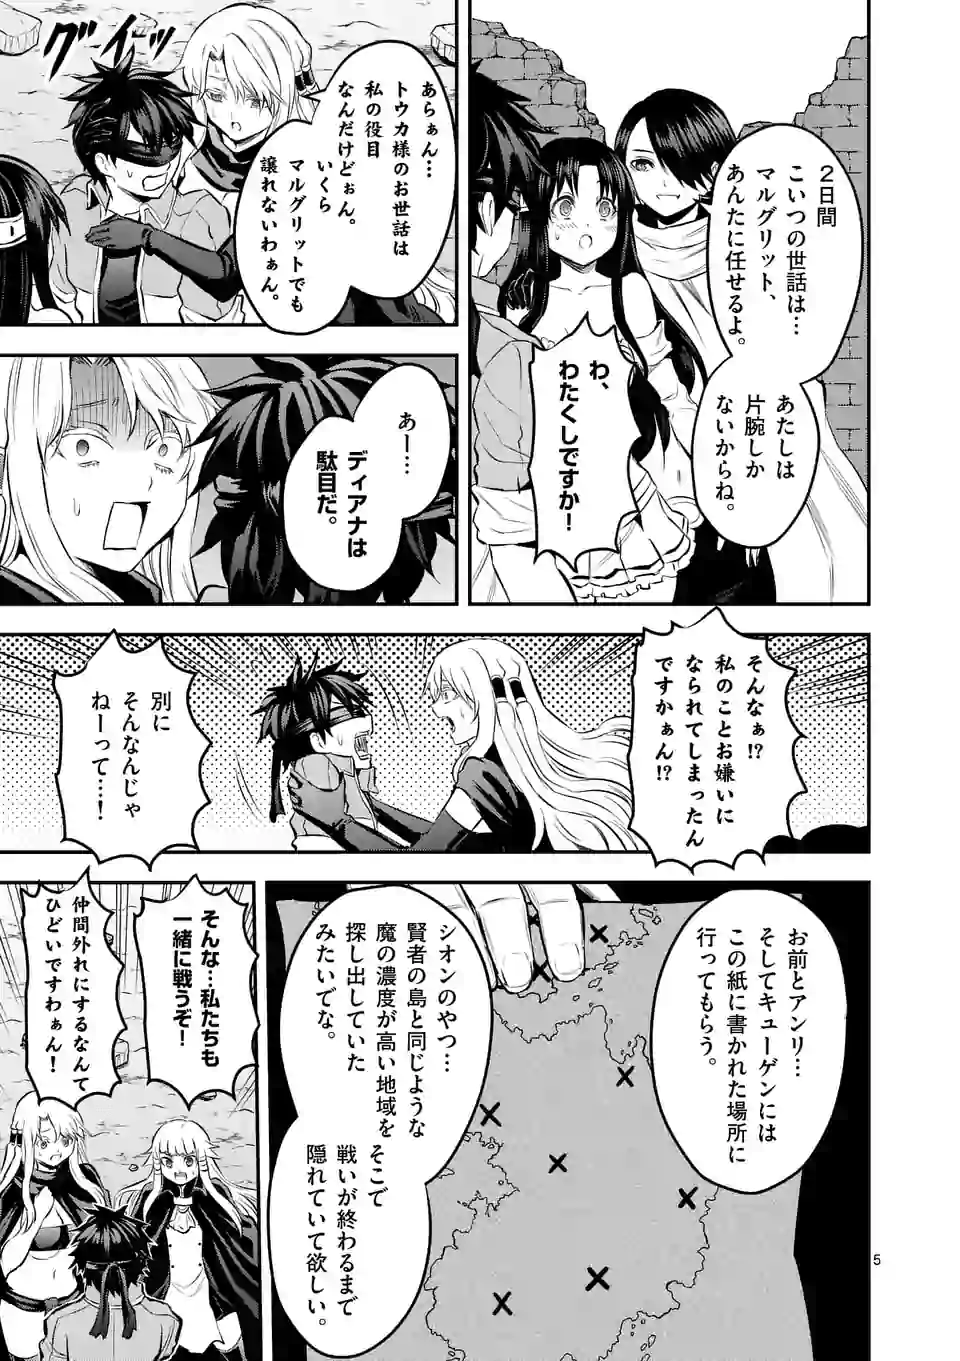 ２日間
こいつの世話は…
マルグリット、
あんたに任せるよ。
あたしは
片腕しか
ないからね。
わ、
わたくしですか！
グイーッ
あらぁん…
トウカ様のお世話は
私の役目
なんだけどぉん。
いくら
マルグリットでも
譲れないわぁん。
あー…
ディアナは
駄目だ。
そんなぁ!?
私のことお嫌いに
なられてしまったん
ですかぁん!?
別に
そんなんじゃ
ねーって…！
お前とアンリ…
そしてキューゲンには
この紙に書かれた場所に
行ってもらう。
シオンのやつ…
賢者の島と同じような
魔の濃度が高い地域を
探し出していた
みたいでな。
そこで
戦いが終わるまで
隠れていて欲しい。
そんな…私たちも
一緒に戦うぞ！
仲間外れにするなんて
ひどいですわぁん！
5